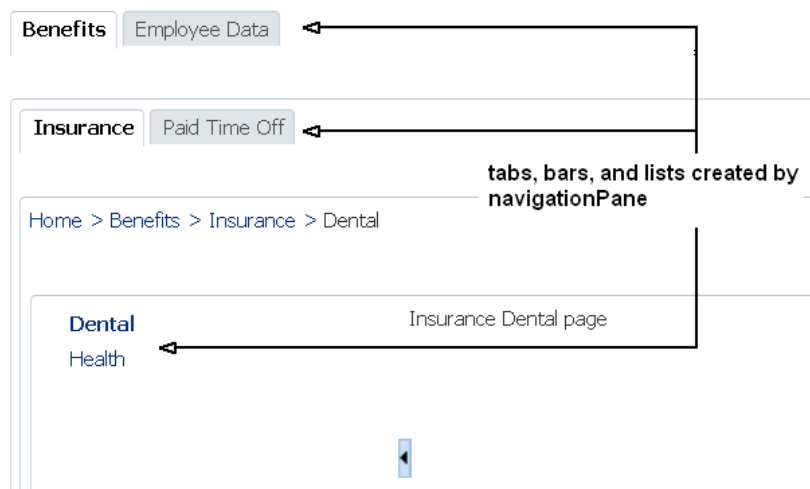 Benefits Employee Data
Insurance Paid Time Off
tabs, bars, and lists created by
navigationPane
Home > Benefits > Insurance > Dental
Dental
Insurance Dental page
Health